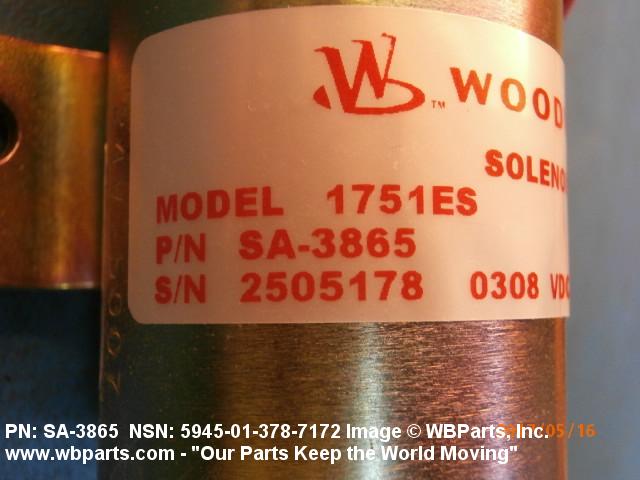 W ™ WOOD
SOLENO
MODEL 1751ES
P/N SA-3865
S/N 2505178 0308 VDC
PN: SA-3865 NSN: 5945-01-378-7172 Image © WBParts, Inc.
www.wbparts.com - "Our Parts Keep the World Moving"